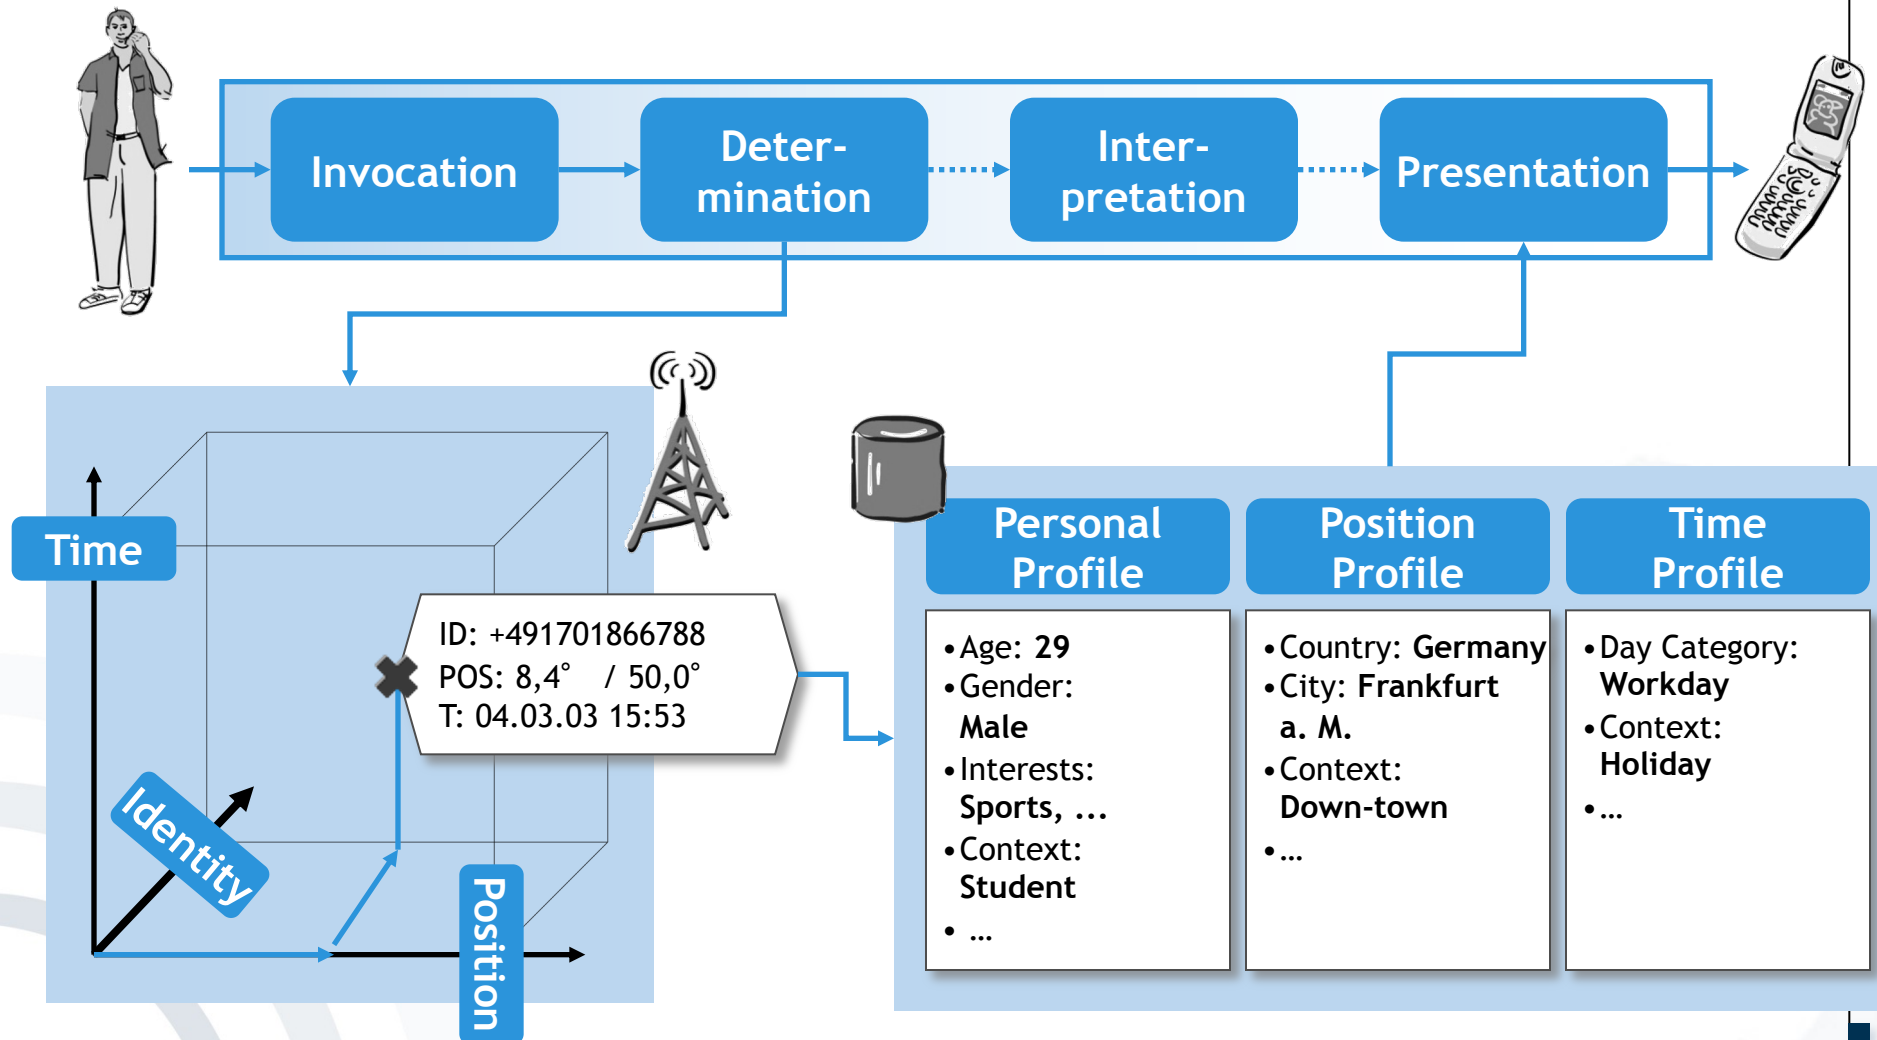 Invocation
Deter-
mination
Inter-
pretation
Presentation
Time
Identity
Position
ID: +491701866788
POS: 8,4° / 50,0°
T: 04.03.03 15:53
Personal
Profile
•Age: 29
•Gender:
Male
•Interests:
Sports, ...
•Context:
Student
• …
Position
Profile
•Country: Germany
•City: Frankfurt
a. M.
•Context:
Down-town
•…
Time
Profile
•Day Category:
Workday
•Context:
Holiday
•…